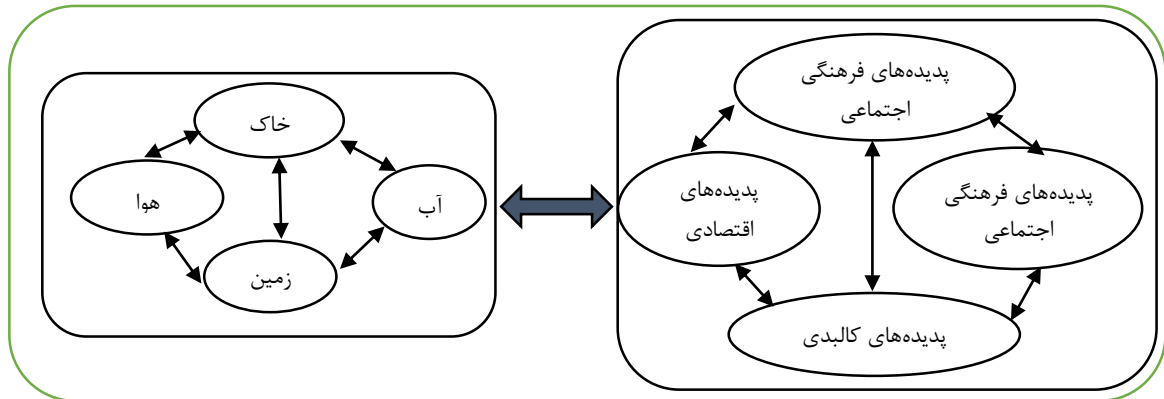 پدیده‌های فرهنگی
اجتماعی
پدیده‌های فرهنگی
اجتماعی
پدیده‌های
اقتصادی
پدیده‌های کالبدی
خاک
آب
هوا
زمین